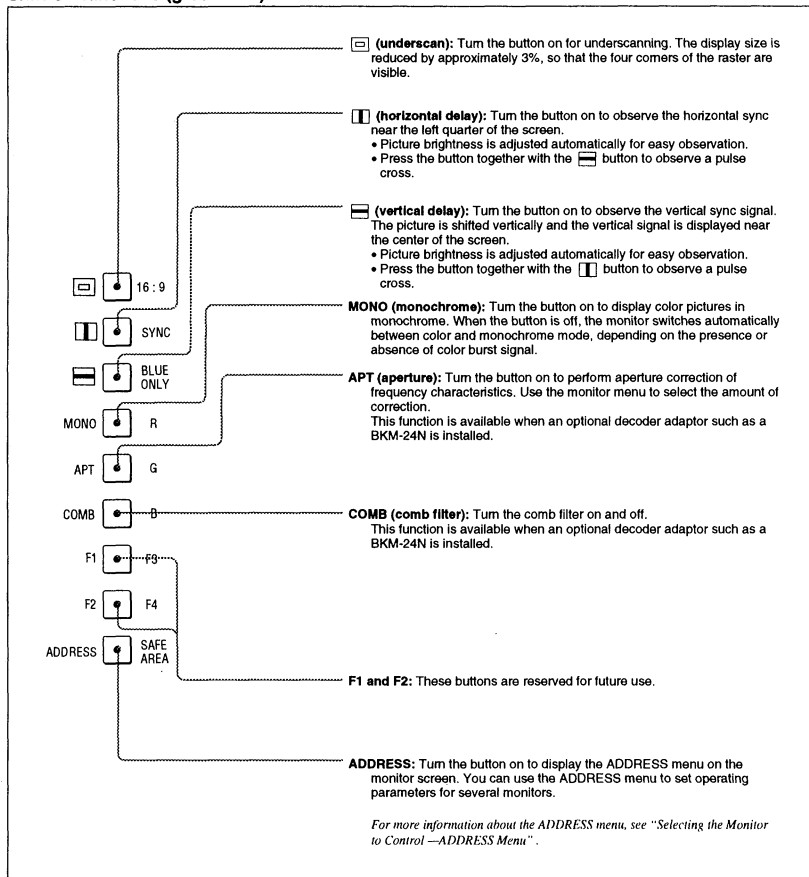 (underscan): Turn the button on for underscanning. The display size is
reduced by approximately 3%, so that the four corners of the raster are
visible.
(horizontal delay): Turn the button on to observe the horizontal sync
near the left quarter of the screen.
• Picture brightness is adjusted automatically for easy observation.
• Press the button together with the button to observe a pulse
cross.
(vertical delay): Turn the button on to observe the vertical sync signal.
The picture is shifted vertically and the vertical signal is displayed near
the center of the screen.
• Picture brightness is adjusted automatically for easy observation.
• Press the button together with the button to observe a pulse
cross.
16 : 9
SYNC
BLUE
ONLY
MONO R
APT G
COMB B
F1 F3
F2 F4
ADDRESS SAFE
AREA
MONO (monochrome): Turn the button on to display color pictures in
monochrome. When the button is off, the monitor switches automatically
between color and monochrome mode, depending on the presence or
absence of color burst signal.
APT (aperture): Turn the button on to perform aperture correction of
frequency characteristics. Use the monitor menu to select the amount of
correction.
This function is available when an optional decoder adaptor such as a
BKM-24N is installed.
COMB (comb filter): Turn the comb filter on and off.
This function is available when an optional decoder adaptor such as a
BKM-24N is installed.
F1 and F2: These buttons are reserved for future use.
ADDRESS: Turn the button on to display the ADDRESS menu on the
monitor screen. You can use the ADDRESS menu to set operating
parameters for several monitors.
For more information about the ADDRESS menu, see "Selecting the Monitor
to Control —ADDRESS Menu".